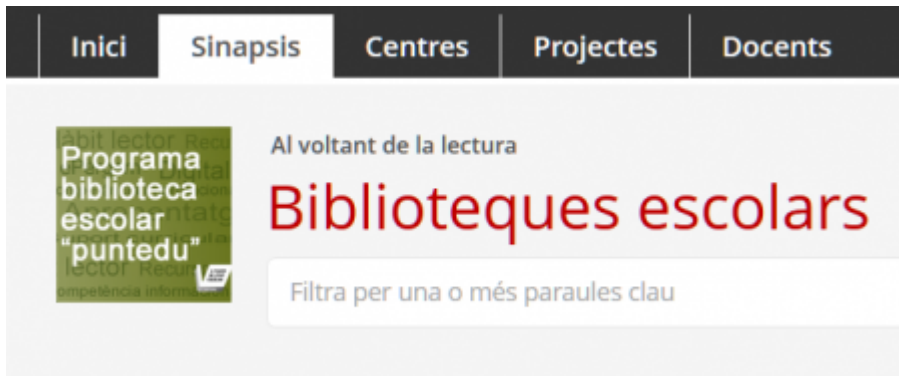 Inici Sinapsis Centres Projectes Docents
Programa
biblioteca
escolar
“puntedu”
Al voltant de la lectura
Biblioteques escolars
Filtra per una o més paraules clau